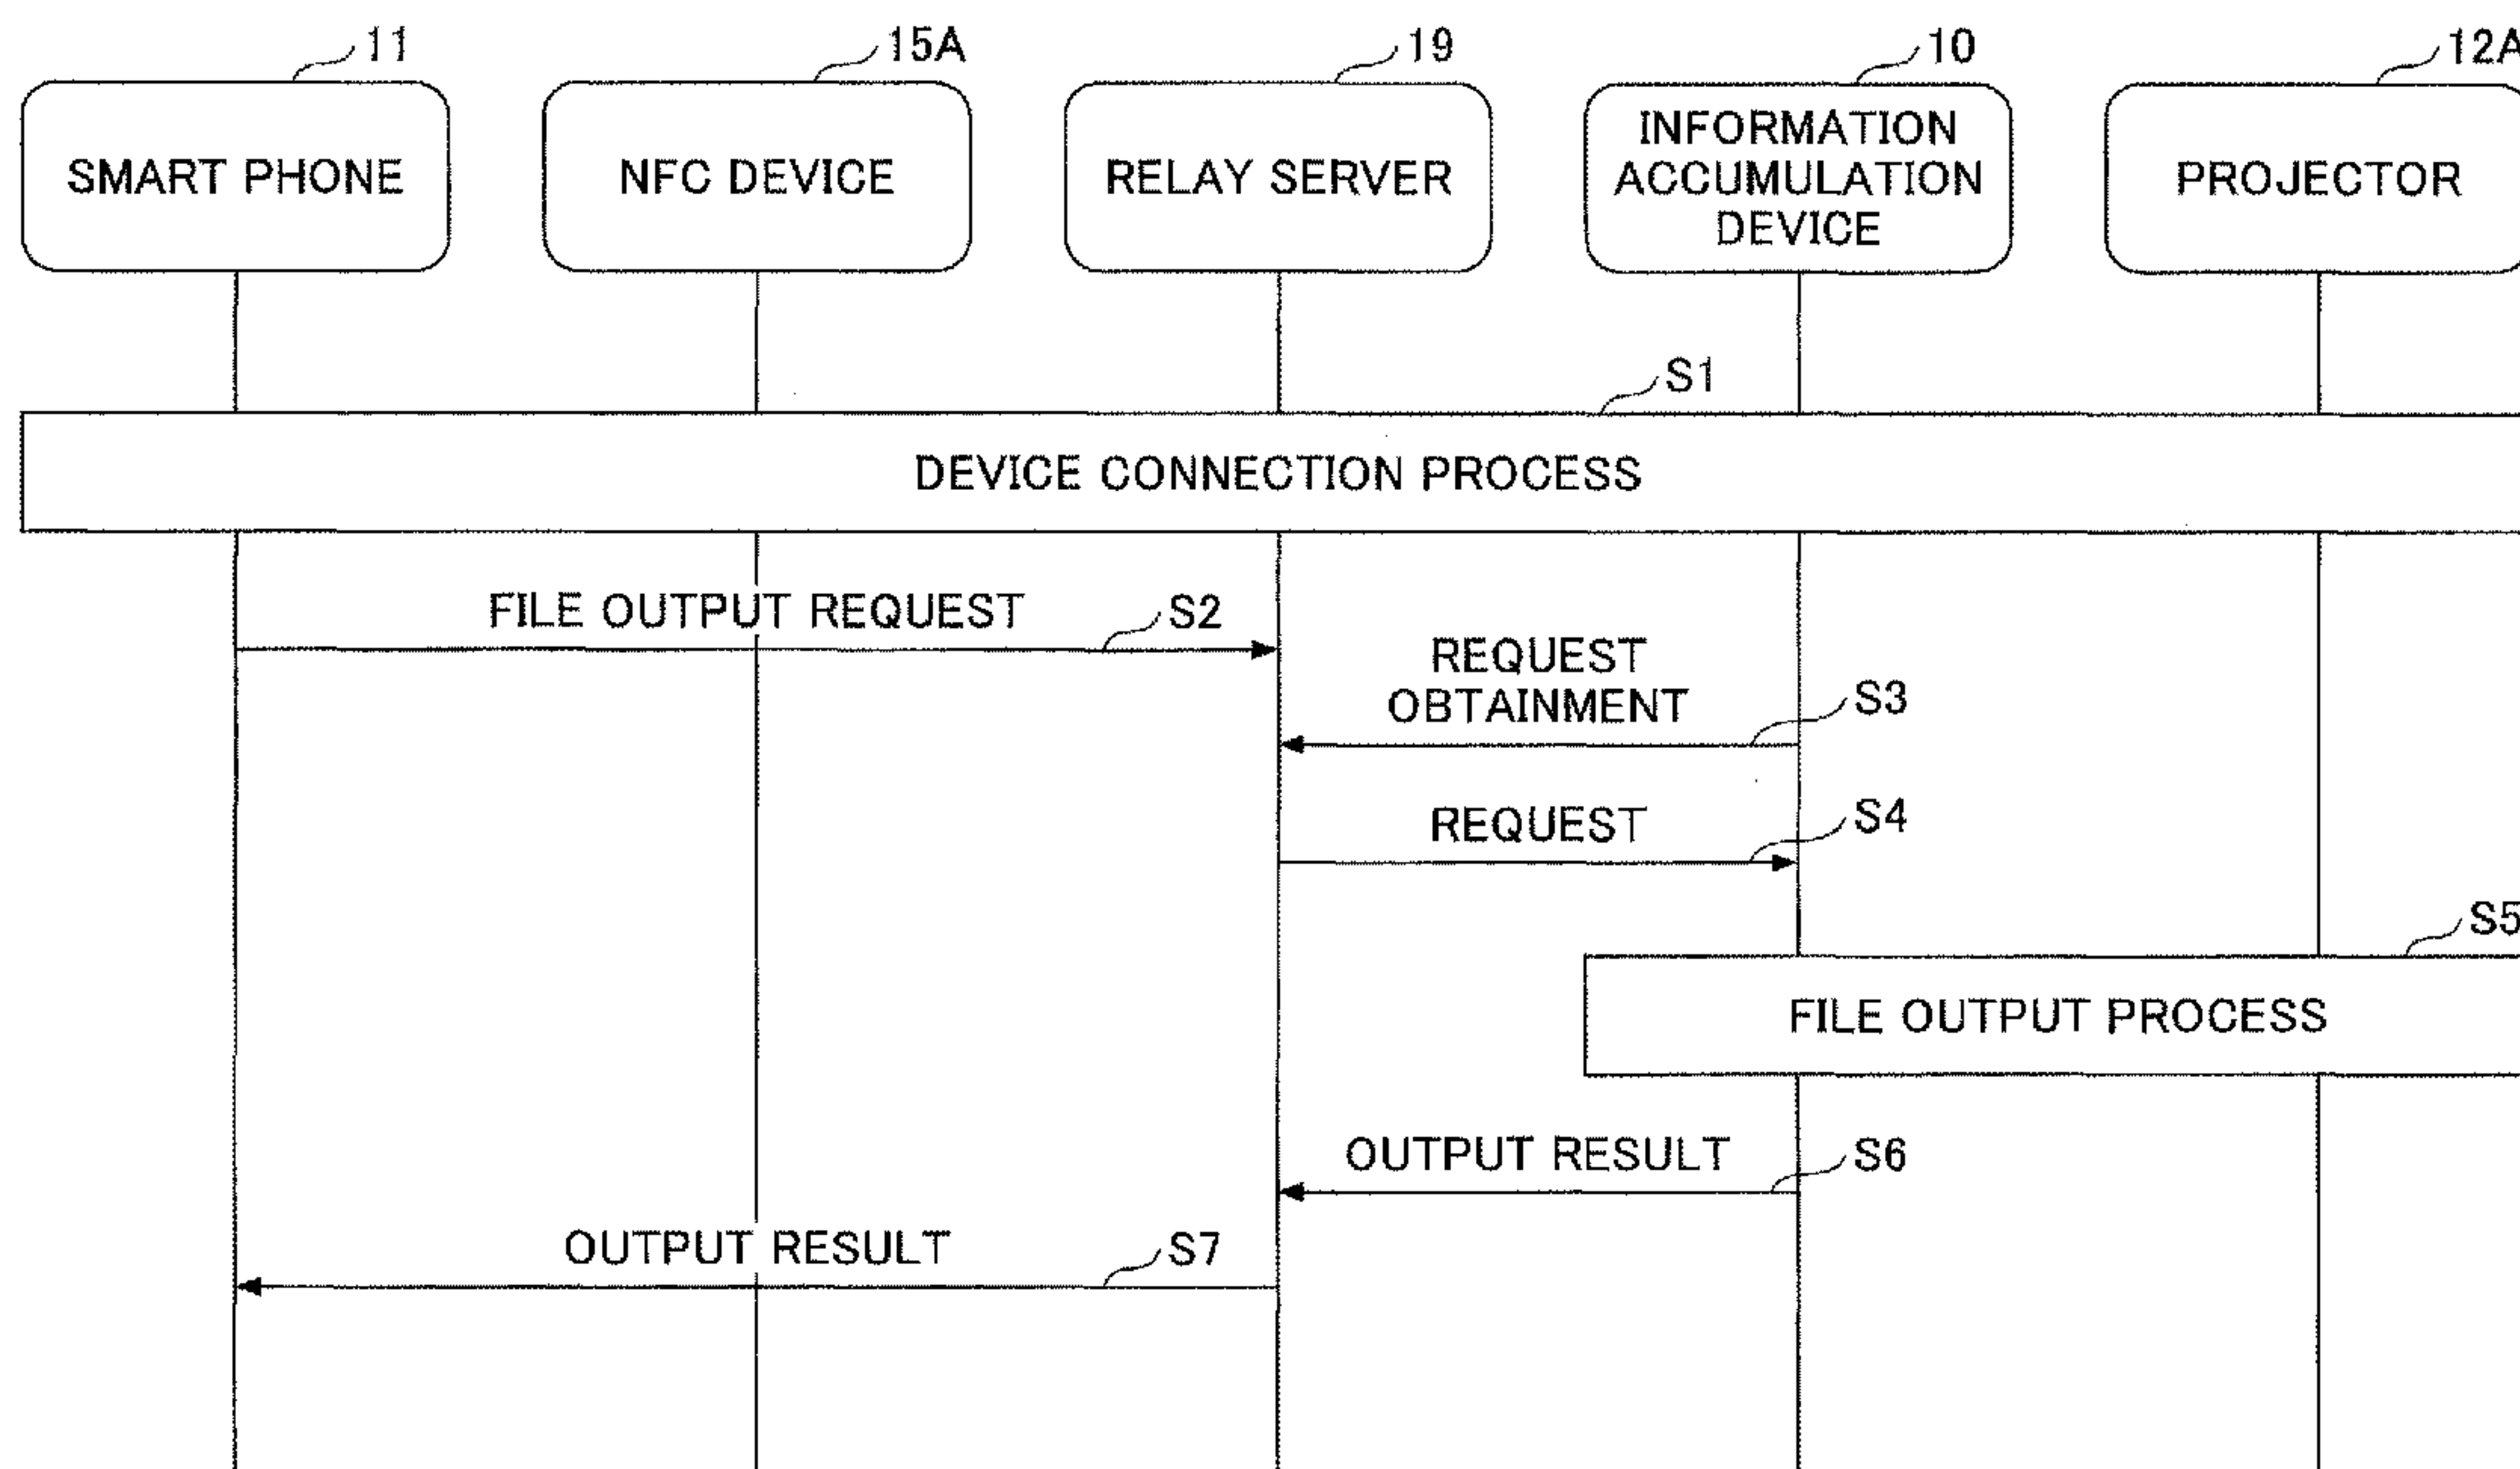 11
15A
19
10
12A
SMART PHONE
NFC DEVICE
RELAY SERVER
INFORMATION
ACCUMULATION
DEVICE
PROJECTOR
S1
DEVICE CONNECTION PROCESS
FILE OUTPUT REQUEST
S2
REQUEST
OBTAINMENT
S3
REQUEST
S4
S5
FILE OUTPUT PROCESS
OUTPUT RESULT
S6
OUTPUT RESULT
S7